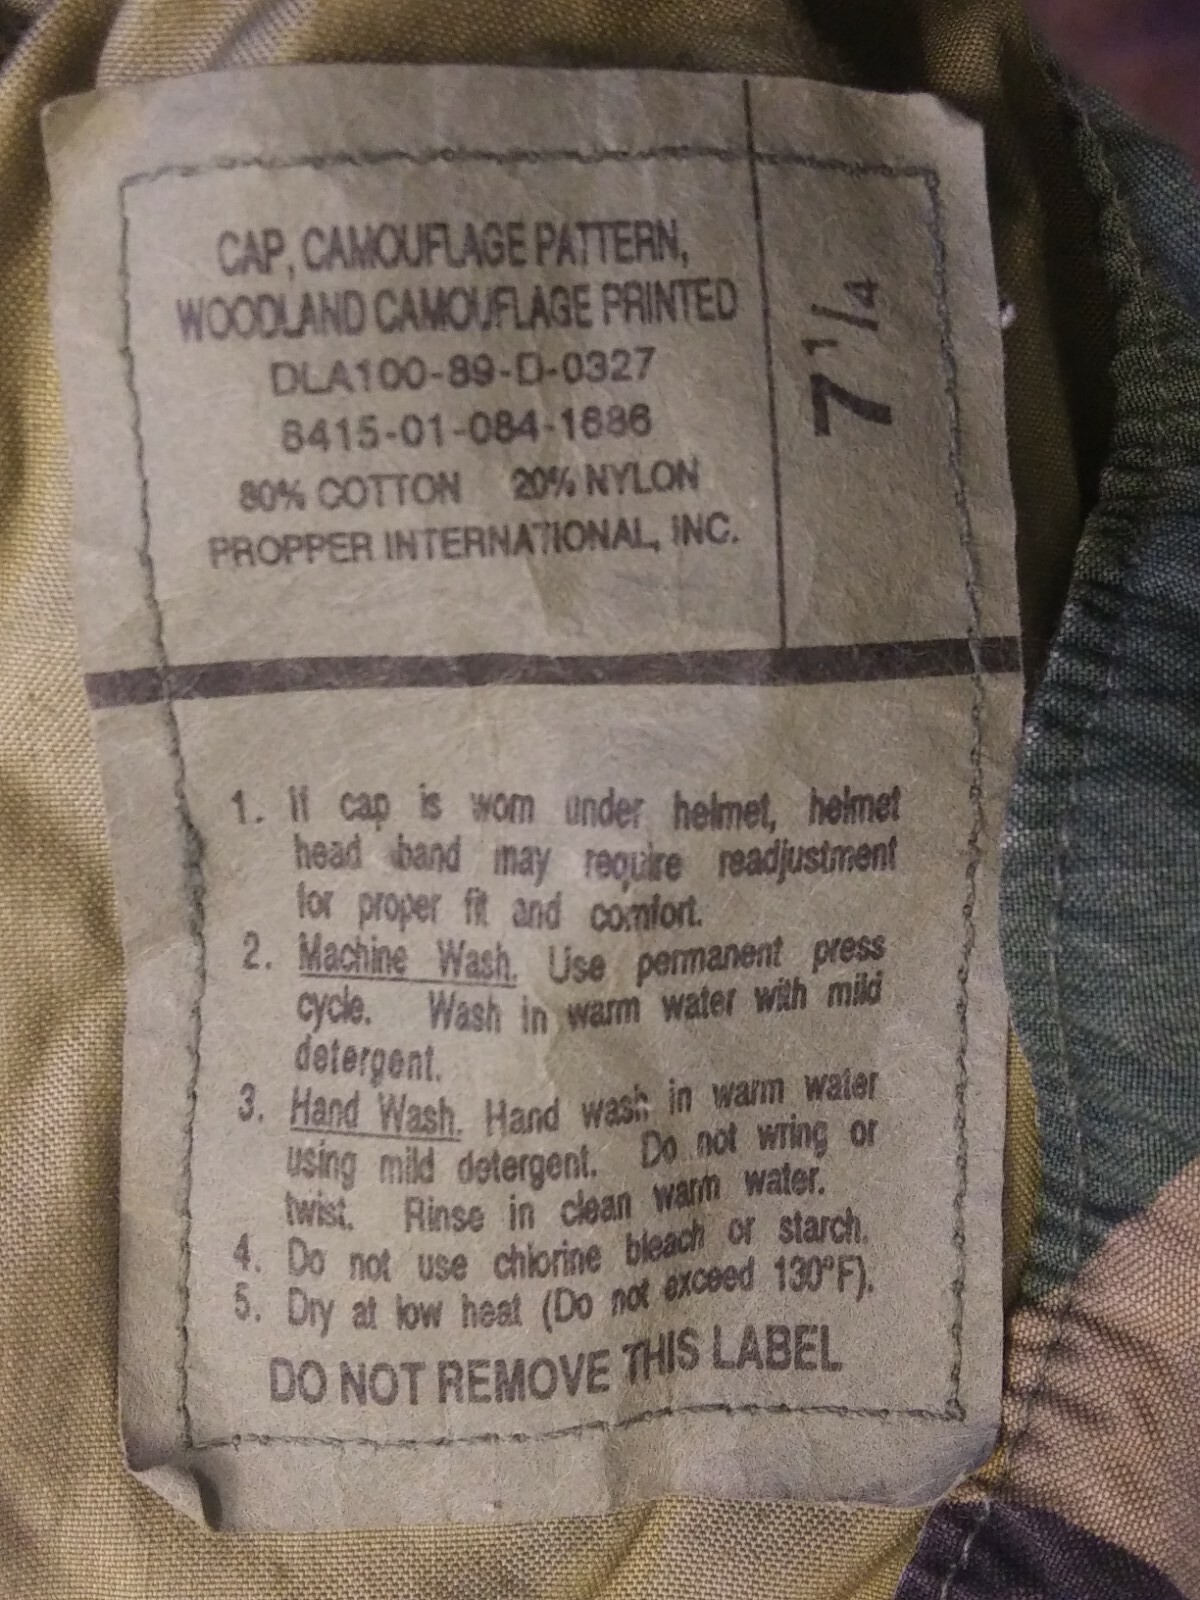 CAP, CAMOUFLAGE PATTERN,
WOODLAND CAMOUFLAGE PRINTED
DLA100-89-D-0327
8415-01-084-1686
80% COTTON 20% NYLON
PROPPER INTERNATIONAL, INC.
7 1/4
1. If cap is worn under helmet, helmet
head band may require readjustment
for proper fit and comfort.
2. Machine Wash. Use permanent press
cycle. Wash in warm water with mild
detergent.
3. Hand Wash. Hand wash in warm water
using mild detergent. Do not wring or
twist. Rinse in clean warm water.
4. Do not use chlorine bleach or starch.
5. Dry at low heat (Do not exceed 130°F).
DO NOT REMOVE THIS LABEL